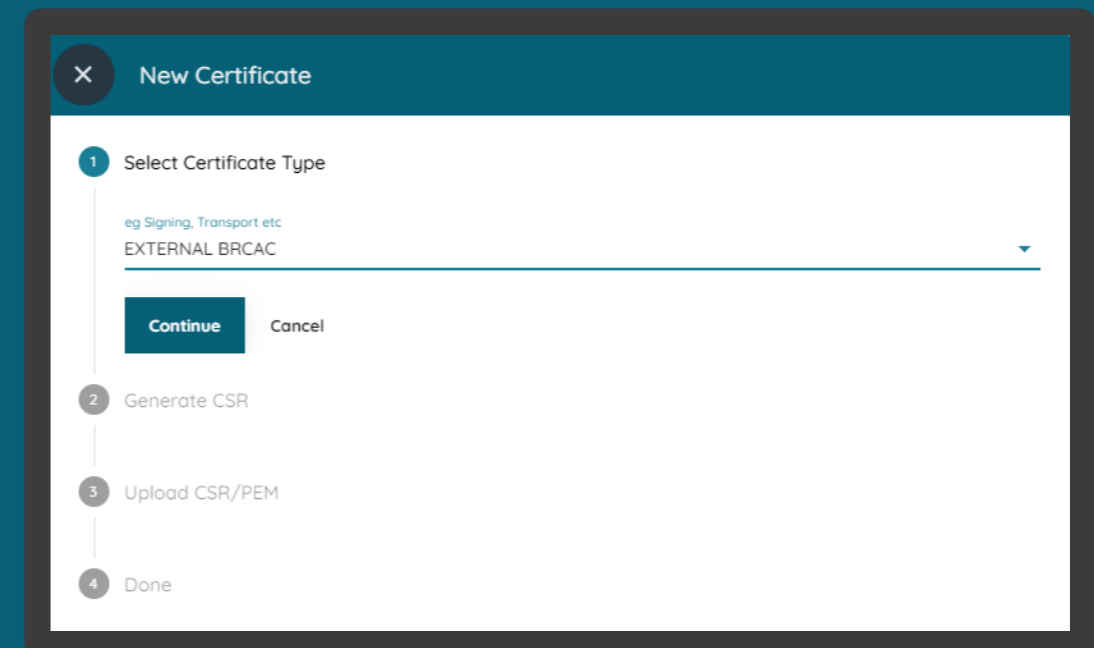 New Certificate
1 Select Certificate Type
eg Signing, Transport etc
EXTERNAL BRCAC
Continue Cancel
2 Generate CSR
3 Upload CSR/PEM
4 Done